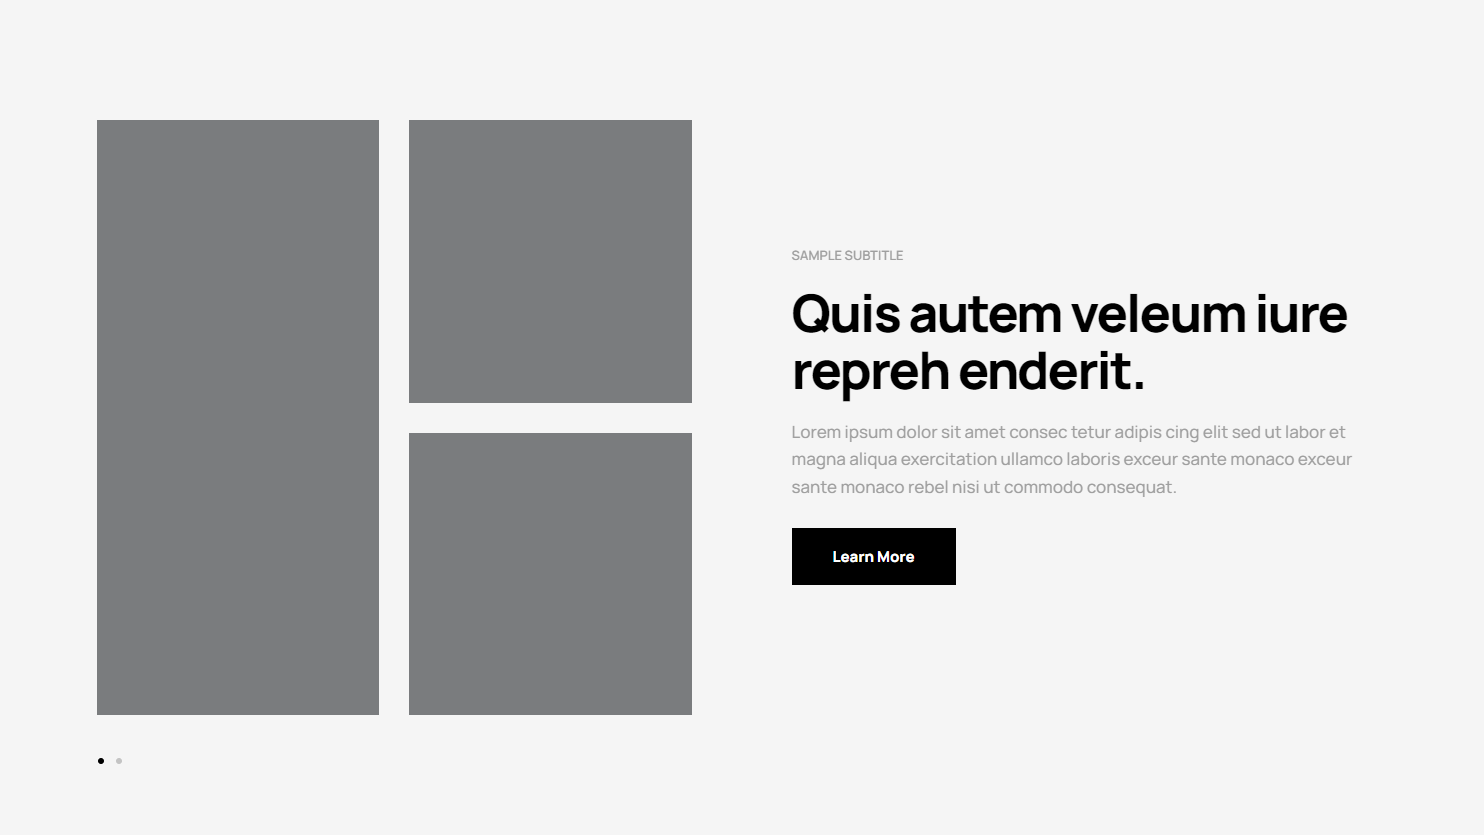 SAMPLE SUBTITLE
Quis autem veleum iure
repreh enderit.
Lorem ipsum dolor sit amet consec tetur adipis cing elit sed ut labor et
magna aliqua exercitation ullamco laboris exceur sante monaco exceur
sante monaco rebel nisi ut commodo consequat.
Learn More